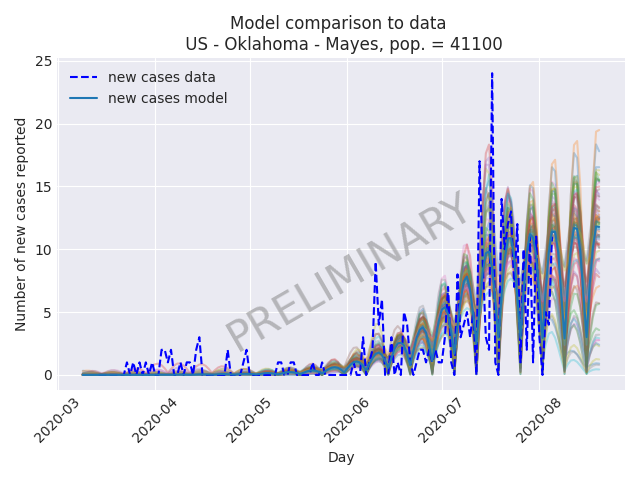 Model comparison to data
US - Oklahoma - Mayes, pop. = 41100
25
new cases data
new cases model
20
15
10
5
0
Number of new cases reported
PRELIMINARY
2020-03
2020-04
2020-05
2020-06
2020-07
2020-08
Day